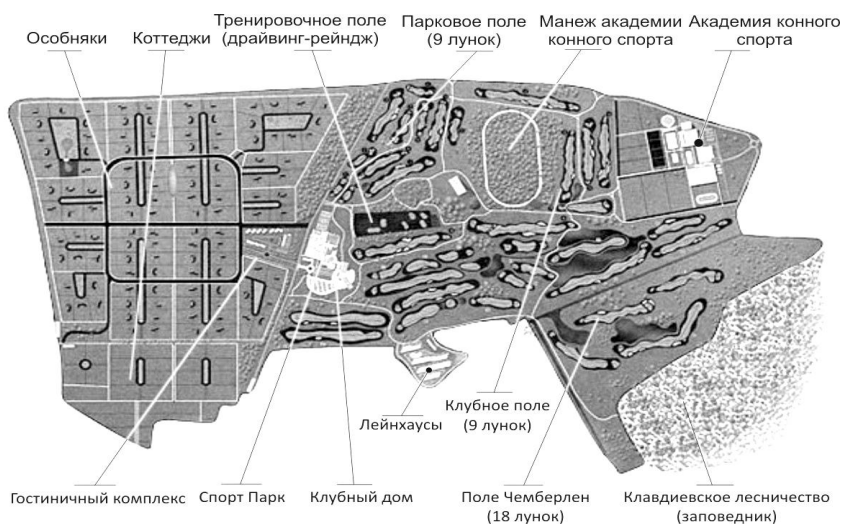 Особняки
Коттеджи
Тренировочное поле
(драйвинг-рейндж)
Парковое поле
(9 лунок)
Манеж академии
конного спорта
Академия конного
спорта
Лейнхаусы
Клубное поле
(9 лунок)
Гостиничный комплекс
Спорт Парк
Клубный дом
Поле Чемберлен
(18 лунок)
Клавдиевское лесничество
(заповедник)